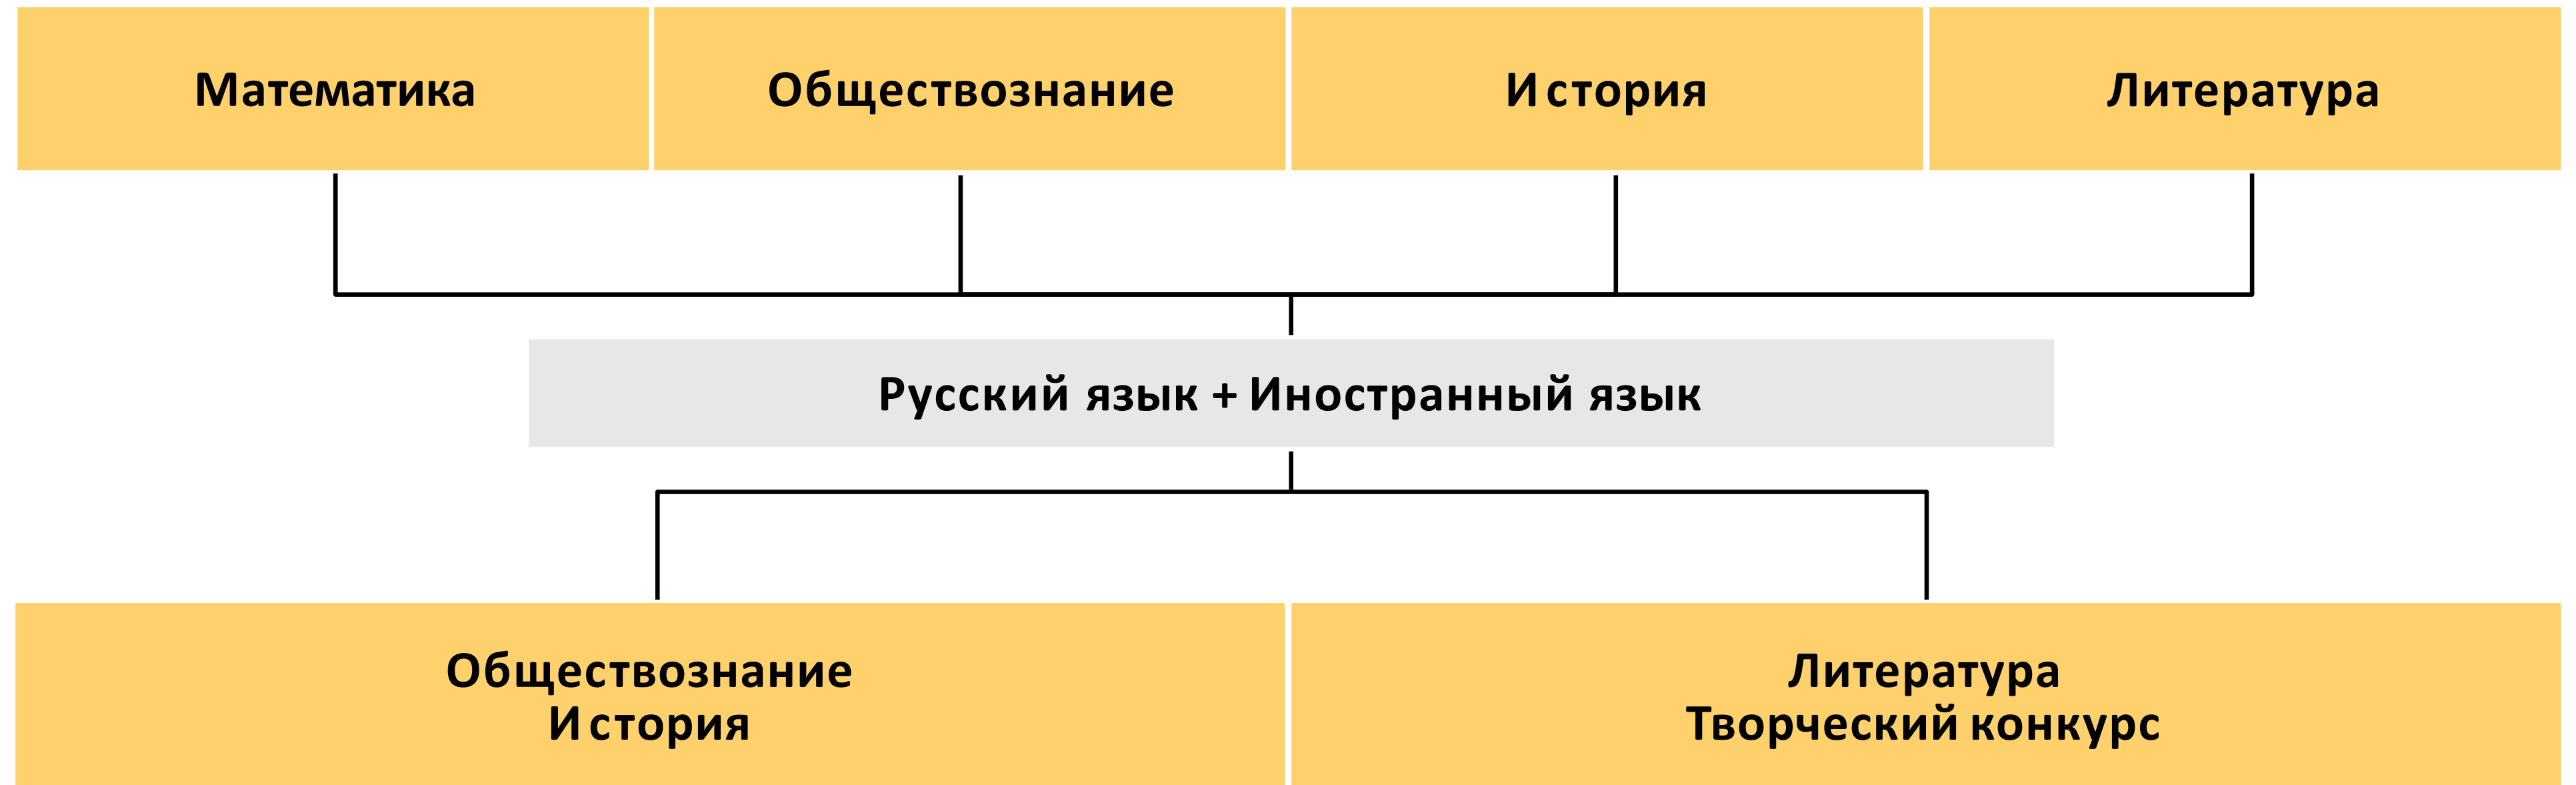 Математика
Обществознание
История
Литература
Русский язык + Иностранный язык
Обществознание
История
Литература
Творческий конкурс